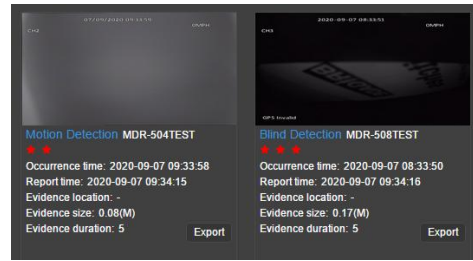 CH2
0MPH
Motion Detection MDR-504TEST
Occurrence time: 2020-09-07 09:33:58
Report time: 2020-09-07 09:34:15
Evidence location: -
Evidence size: 0.08(M)
Evidence duration: 5
Export
2020-09-07 08:33:51
0MPH
CH3
GPS Invalid
Blind Detection MDR-508TEST
Occurrence time: 2020-09-07 08:33:50
Report time: 2020-09-07 09:34:16
Evidence location: -
Evidence size: 0.17(M)
Evidence duration: 5
Export